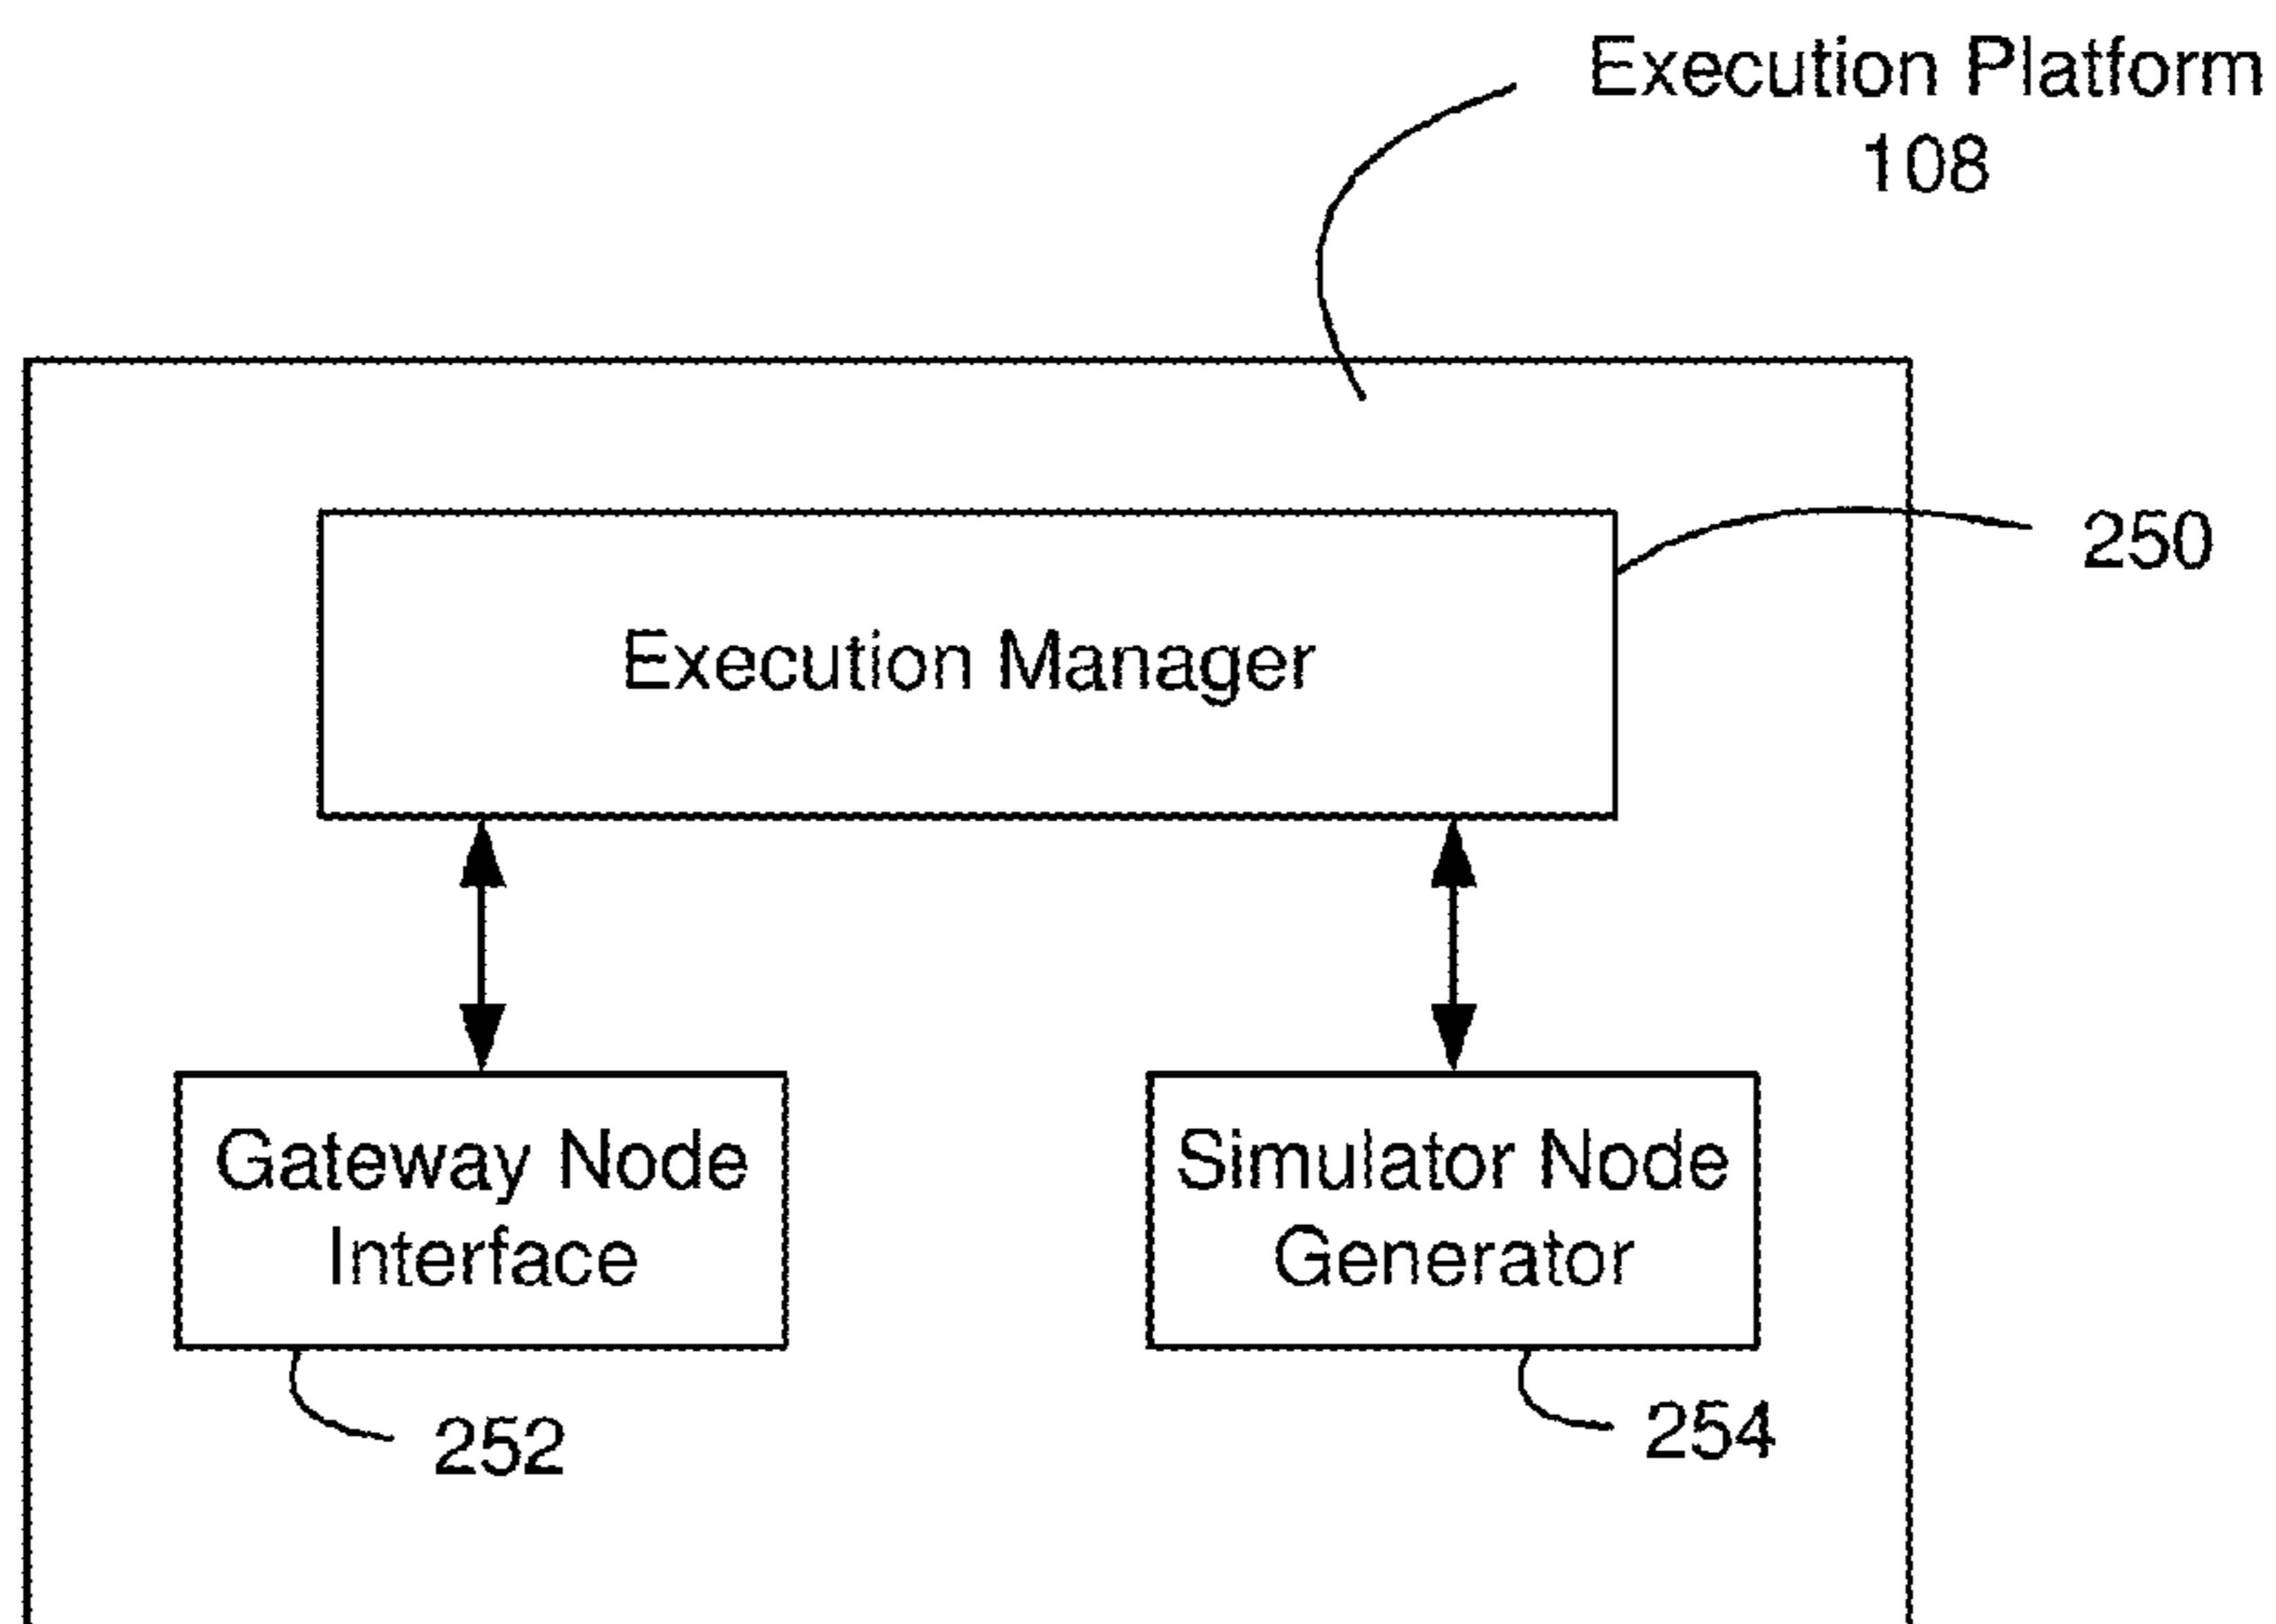 Execution Platform
108
250
Execution Manager
Gateway Node
Interface
Simulator Node
Generator
252
254